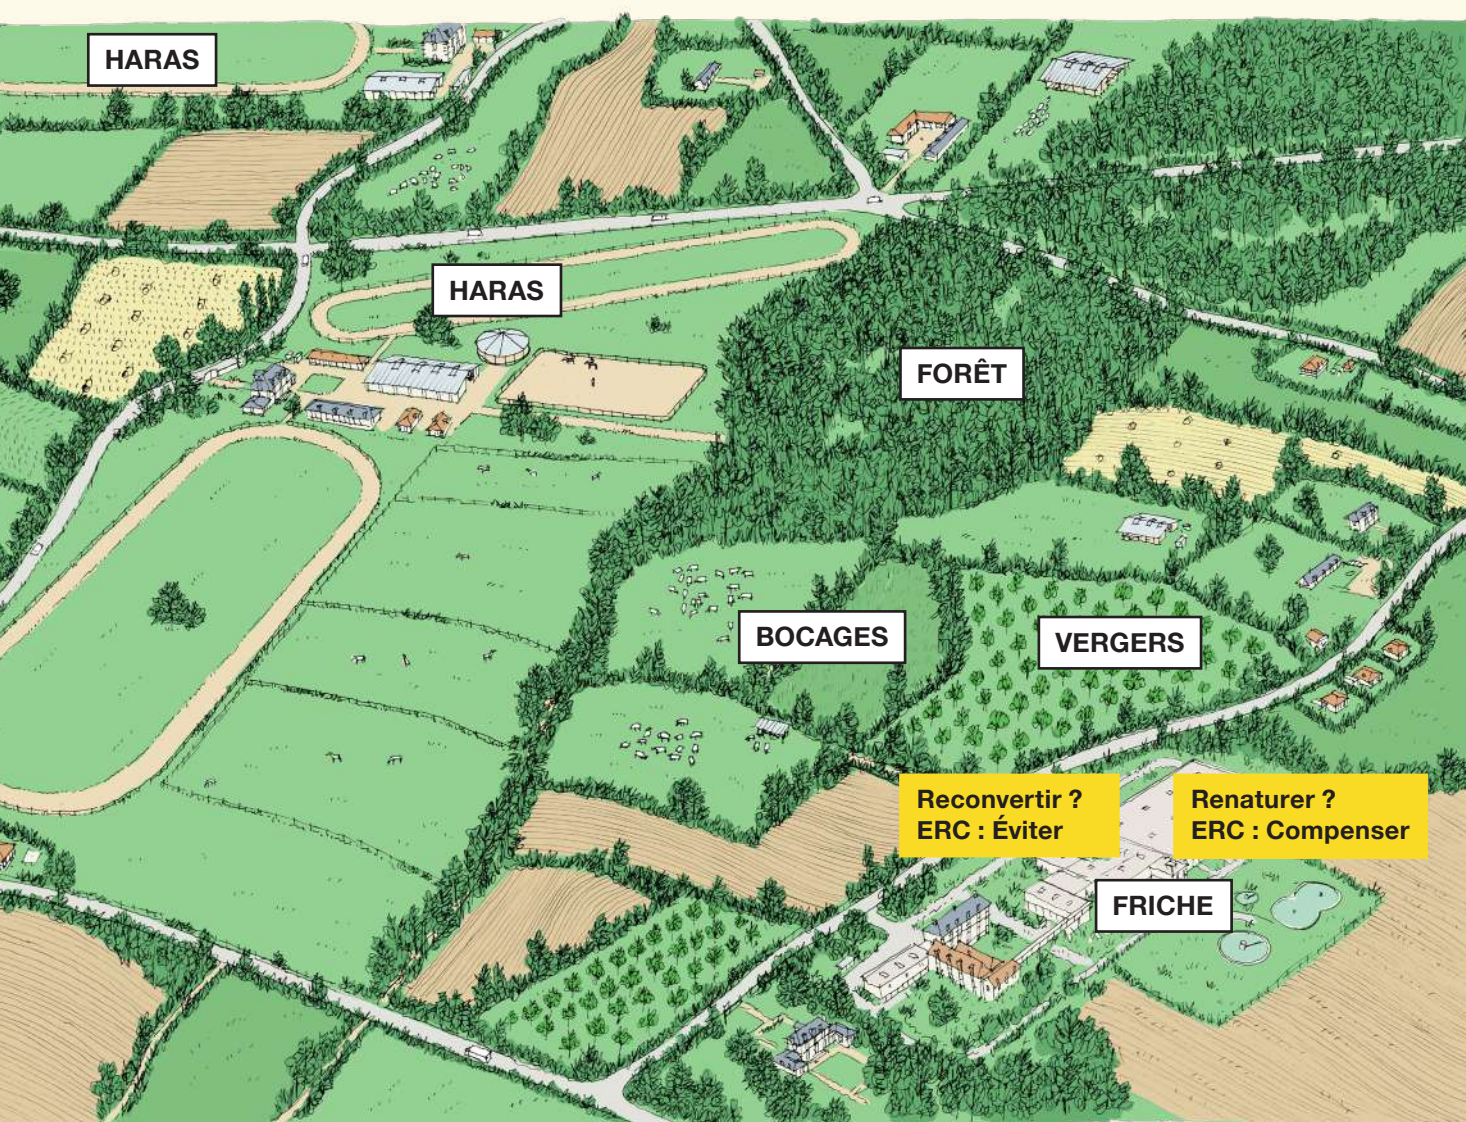 HARAS
HARAS
FORÊT
BOCAGES
VERGERS
Reconvertir ?
ERC : Éviter
Renaturer ?
ERC : Compenser
FRICHE